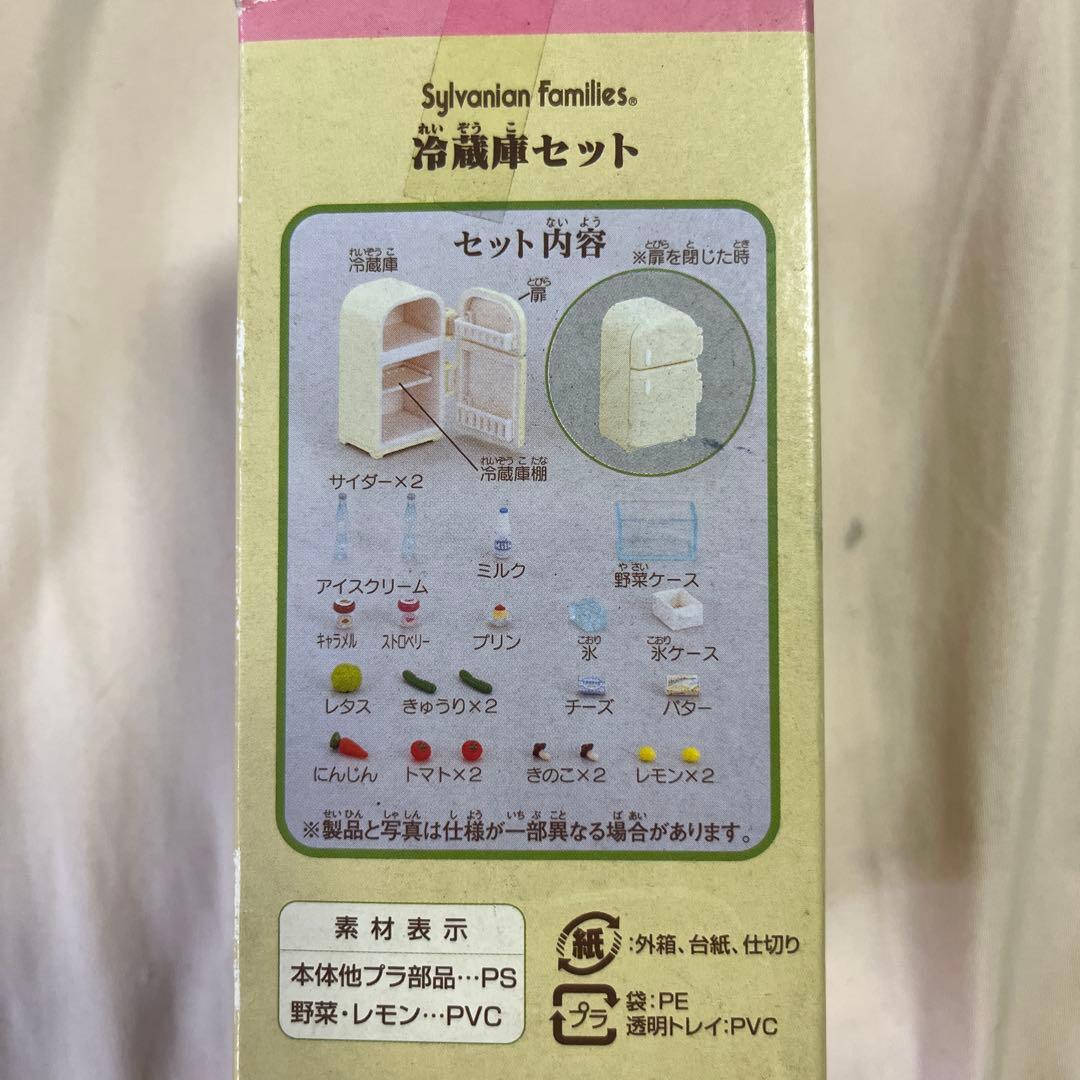 Sylvanian Families®
れいぞうこ
冷蔵庫セット
ないよう
セット内容
れいぞうこ
冷蔵庫
とびら
扉
とびら と とき
※扉を閉じた時
れいぞうこたな
冷蔵庫棚
サイダー×2
ミルク
やさい
野菜ケース
アイスクリーム
キャラメル
ストロベリー
プリン
こおり
氷
こおり
氷ケース
レタス
きゅうり×2
チーズ
バター
にんじん
トマト×2
きのこ×2
レモン×2
せいひん しゃしん しよう いちぶこと ばあい
※製品と写真は仕様が一部異なる場合があります。
素材表示
本体他プラ部品…PS
野菜・レモン…PVC
紙:外箱、台紙、仕切り
プラ
袋:PE
透明トレイ:PVC